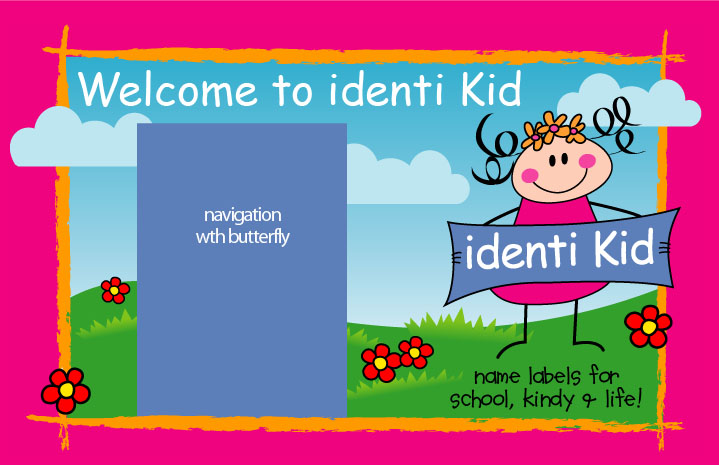 Welcome to identi Kid
navigation
wth butterfly
identi Kid
name labels for
school, kindy & life!